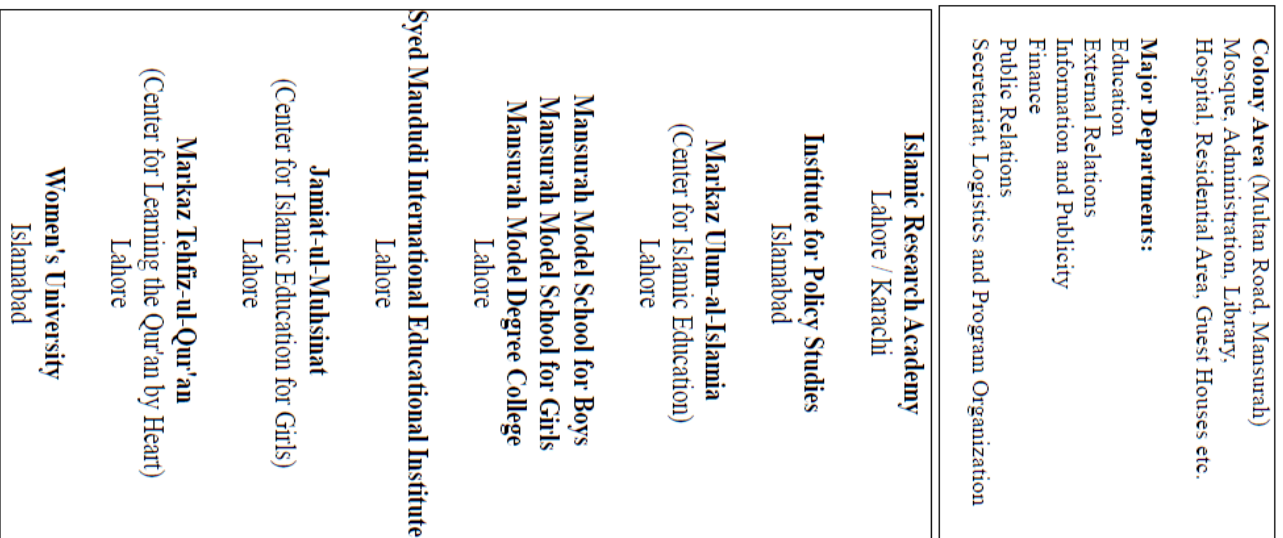 Colony Area (Multan Road, Mansurah)
Mosque, Administration, Library,
Hospital, Residential Area, Guest Houses etc.
Major Departments:
Education
External Relations
Information and Publicity
Finance
Public Relations
Secretariat, Logistics and Program Organization
Islamic Research Academy
Lahore / Karachi
Institute for Policy Studies
Islamabad
Markaz Ulum-al-Islamia
(Center for Islamic Education)
Lahore
Mansurah Model School for Boys
Mansurah Model School for Girls
Mansurah Model Degree College
Lahore
Syed Maududi International Educational Institute
Lahore
Jamiat-ul-Muhsinat
(Center for Islamic Education for Girls)
Lahore
Markaz Tehfiz-ul-Qur'an
(Center for Learning the Qur'an by Heart)
Lahore
Women's University
Islamabad